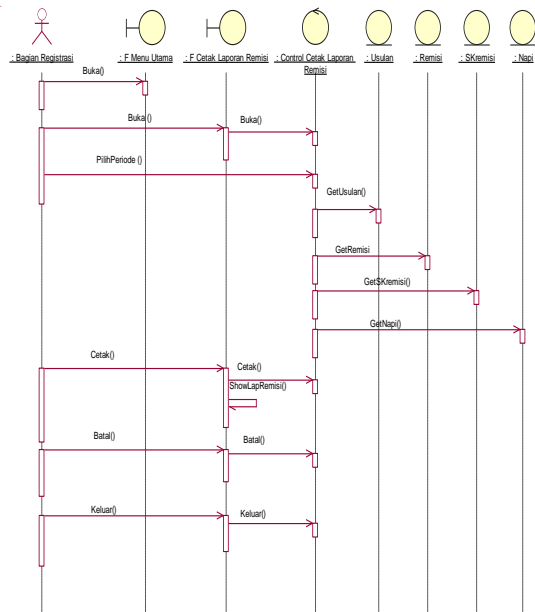 : Bagian Registrasi
: F Menu Utama
: F Cetak Laporan Remisi
: Control Cetak Laporan
Remisi
: Usulan
: Remisi
: SKremisi
: Napi
Buka()
Buka()
Buka()
PilihPeriode ()
GetUsulan()
GetRemisi
GetSKremisi()
GetNapi()
Cetak()
Cetak()
ShowLapRemisi()
Batal()
Batal()
Keluar()
Keluar()